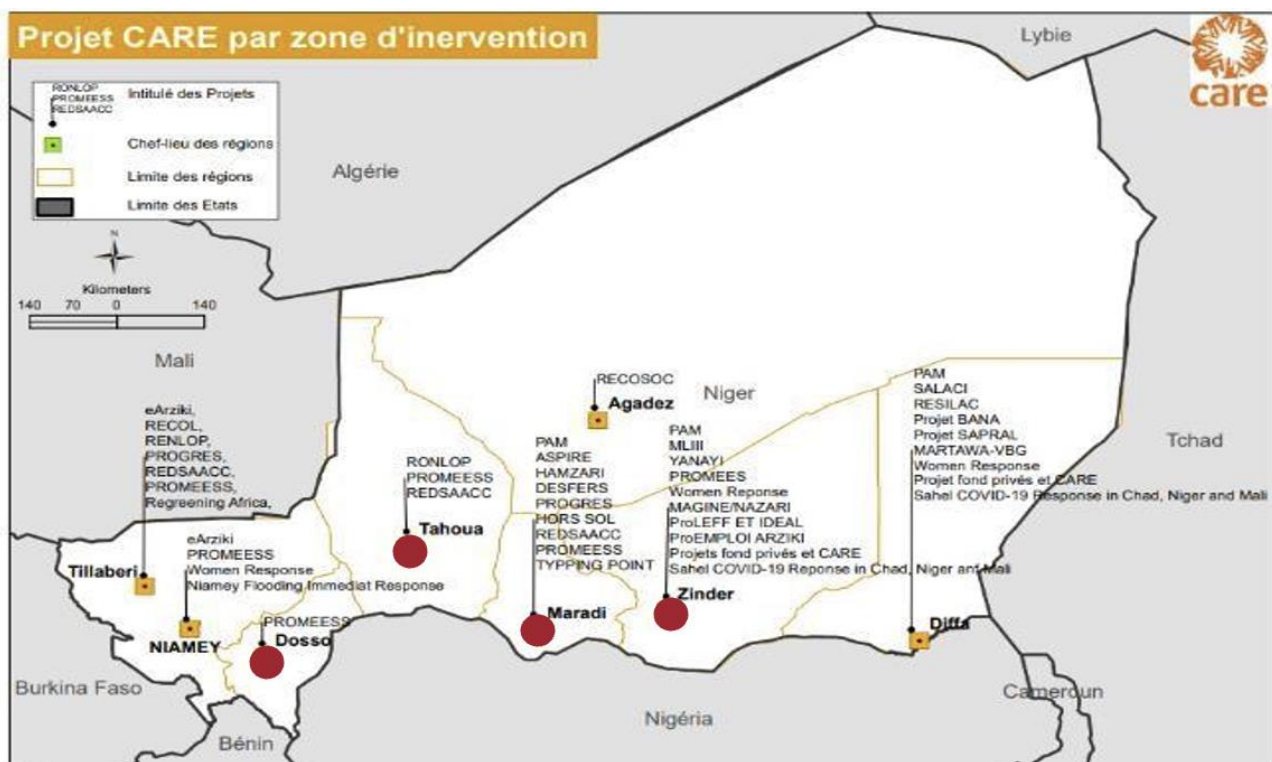 Projet CARE par zone d'inervention
care
RONLOP
PROMEESS
REDSAACC
Intitulé des Projets
Chef-lieu des régions
Limite des régions
Limite des Etats
N
Kilometers
140 70 0 140
Lybie
Algérie
Mali
Niger
Tchad
Burkina Faso
Bénin
Nigéria
Cameroun
eArziki,
RECOL,
RENLOP,
PROGRES,
REDSAACC,
PROMEESS,
Regreening Africa,
Tillaberi
eArziki
PROMEESS
Women Response
Niamey Flooding Immediat Response
NIAMEY
PROMEESS
Dosso
RONLOP
PROMEESS
REDSAACC
Tahoua
RECOSOC
Agadez
PAM
ASPIRE
HAMZARI
DESFERS
PROGRES
HORS SOL
REDSAACC
PROMEESS
TYPPING POINT
Maradi
PAM
MLIII
YANAYI
PROMEES
Women Reponse
MAGINE/NAZARI
ProLEFF ET IDEAL
ProEMPLOI ARZIKI
Projets fond privés et CARE
Sahel COVID-19 Reponse in Chad, Niger ant Mali
Zinder
PAM
SALACI
RESILAC
Projet BANA
Projet SAPRAL
MARTAWA-VBG
Women Response
Projet fond privés et CARE
Sahel COVID-19 Response in Chad, Niger and Mali
Diffa